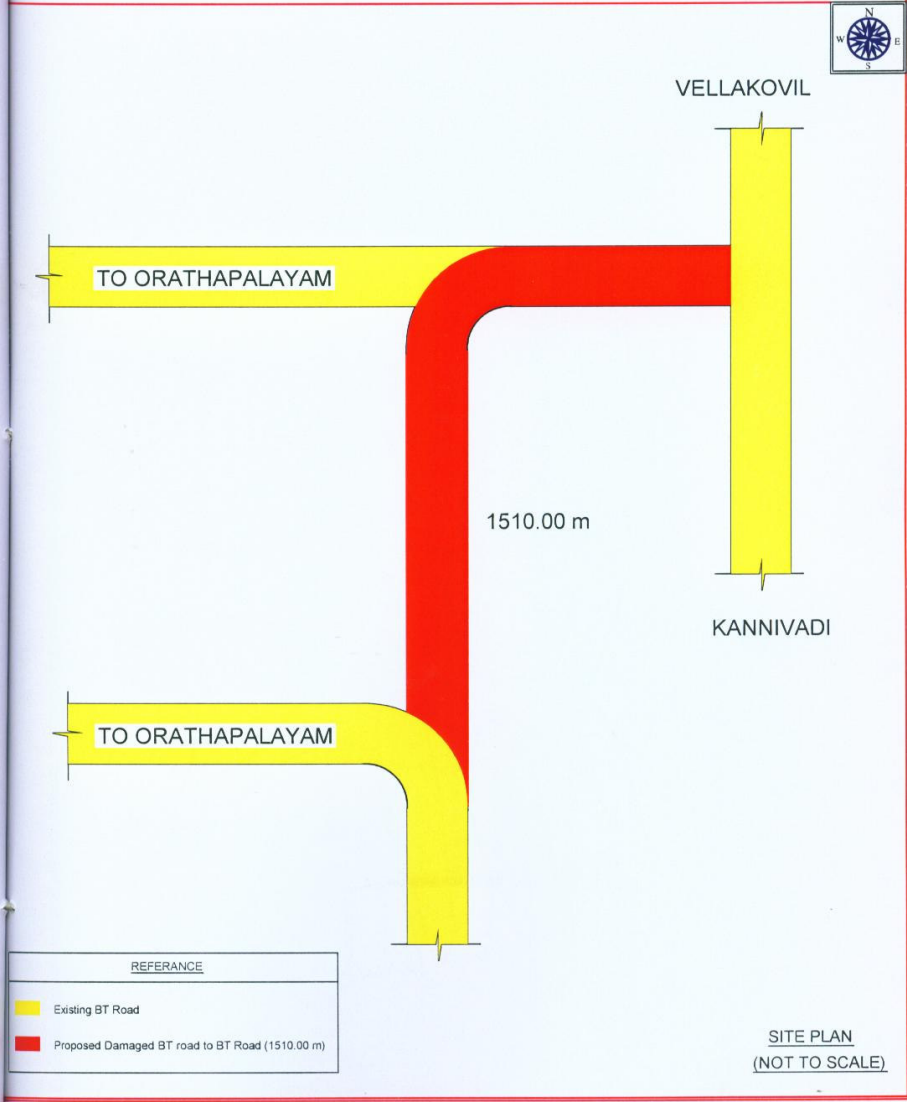 N
W E
S
VELLAKOVIL
TO ORATHAPALAYAM
1510.00 m
KANNIVADI
TO ORATHAPALAYAM
REFERANCE
Existing BT Road
Proposed Damaged BT road to BT Road (1510.00 m)
SITE PLAN
(NOT TO SCALE)